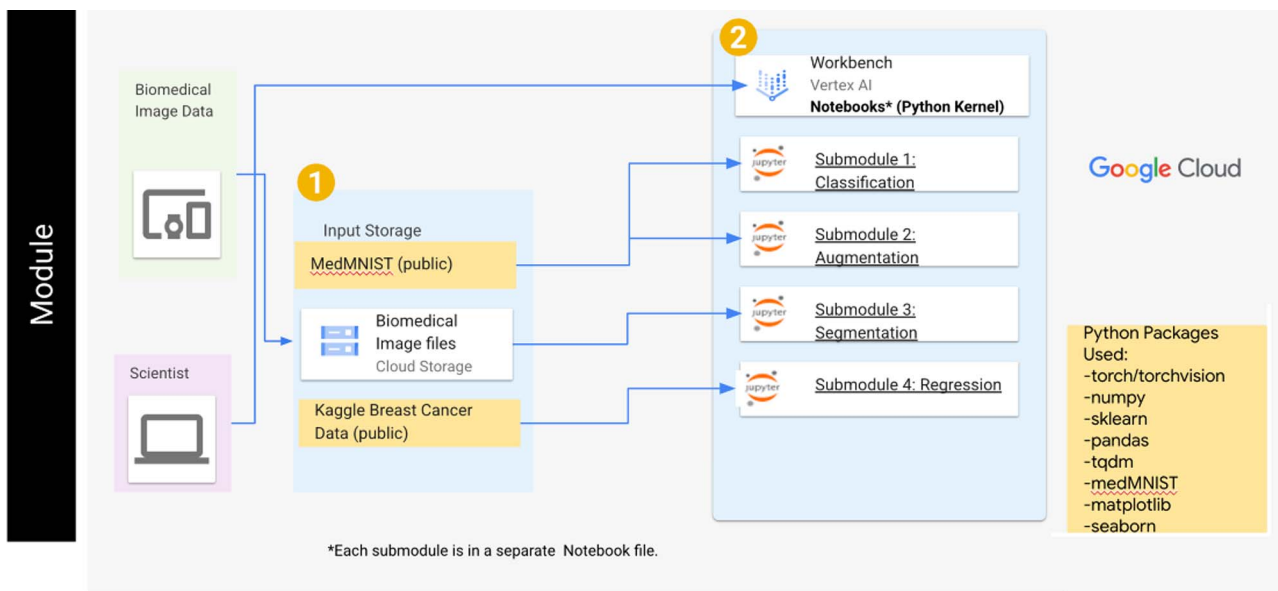 Module
Biomedical
Image Data
Scientist
1
Input Storage
MedMNIST (public)
Biomedical
Image files
Cloud Storage
Kaggle Breast Cancer
Data (public)
2
Workbench
Vertex AI
Notebooks* (Python Kernel)
jupyter
Submodule 1:
Classification
jupyter
Submodule 2:
Augmentation
jupyter
Submodule 3:
Segmentation
jupyter
Submodule 4: Regression
Google Cloud
Python Packages
Used:
-torch/torchvision
-numpy
-sklearn
-pandas
-tqdm
-medMNIST
-matplotlib
-seaborn
*Each submodule is in a separate Notebook file.